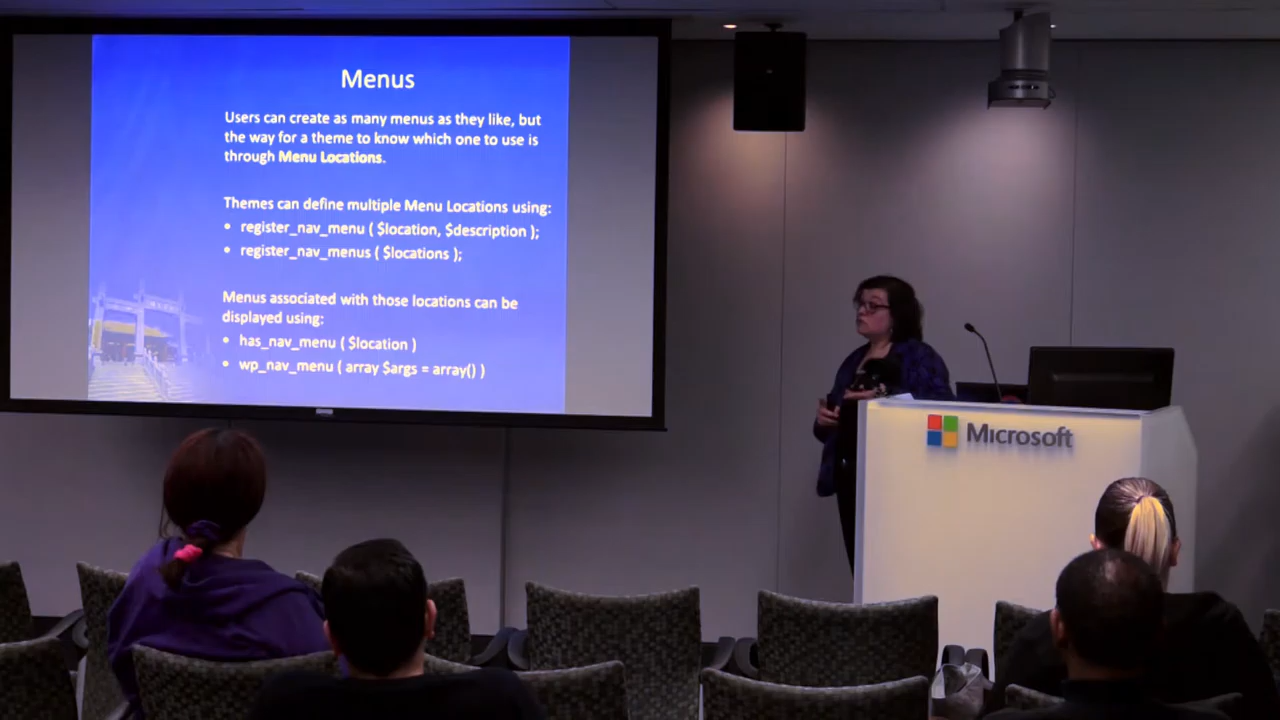 Menus
Users can create as many menus as they like, but
the way for a theme to know which one to use is
through Menu Locations.
Themes can define multiple Menu Locations using:
• register_nav_menu ( $location, $description );
• register_nav_menus ( $locations );
Menus associated with those locations can be
displayed using:
• has_nav_menu ( $location )
• wp_nav_menu ( array $args = array() )
Microsoft